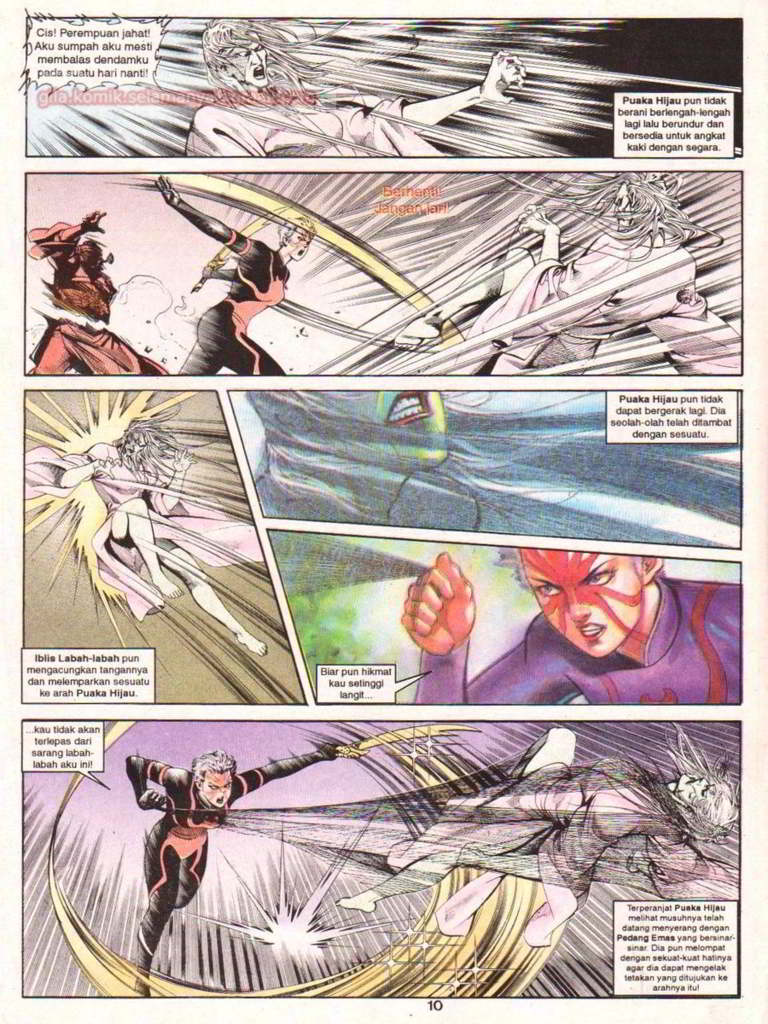 Cis! Perempuan jahat!
Aku sumpah aku mesti
membalas dendamku
pada suatu hari nanti!
Puaka Hijau pun tidak
berani berlengah-lengah
lagi lalu berundur dan
bersedia untuk angkat
kaki dengan segera.
Berhenti!
Jangan lari!
Puaka Hijau pun tidak
dapat bergerak lagi. Dia
seolah-olah telah ditambat
dengan sesuatu.
Iblis Labah-labah pun
mengacungkan tangannya
dan melemparkan sesuatu
ke arah Puaka Hijau.
Biar pun hikmat
kau setinggi
langit...
...kau tidak akan
terlepas dari
sarang labah-
labah aku ini!
Terperanjat Puaka Hijau
melihat musuhnya telah
datang menyerang dengan
Pedang Emas yang bersinar-
sinar. Dia pun melompat
dengan sekuat-kuat hatinya
agar dia dapat mengelak
tetakan yang ditujukan ke
arahnya itu!
10